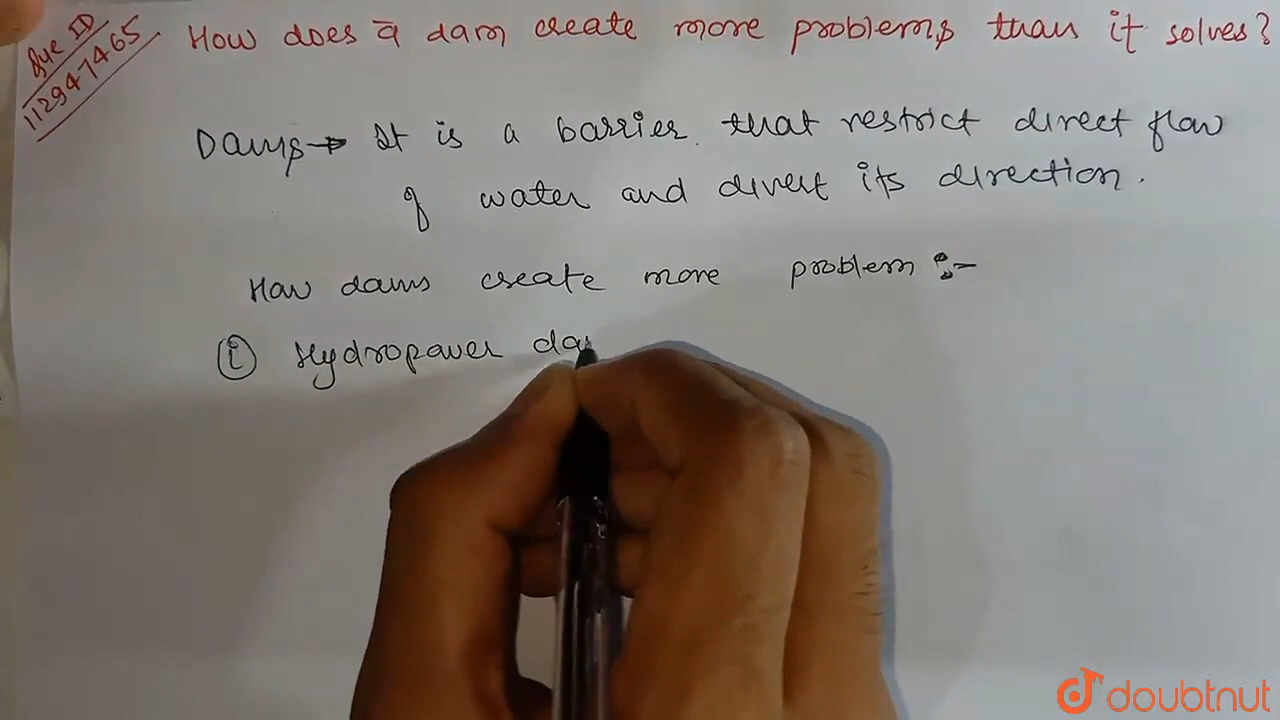 Que ID
112947465
How does a dam create more problems than it solves?
Dams → It is a barrier that restrict direct flow
of water and divert its direction.
How dams create more problem :-
(i) Hydropower da
doubtnut